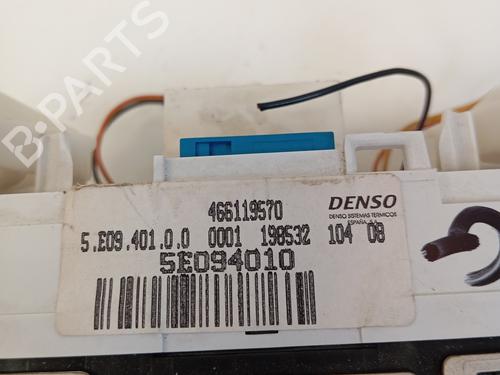 B-PARTS
466119570
DENSO
DENSO SISTEMAS TERMICOS
ESPAÑA, S.A.
5.E09.401.0.0 0001 198532 104 08
5E094010